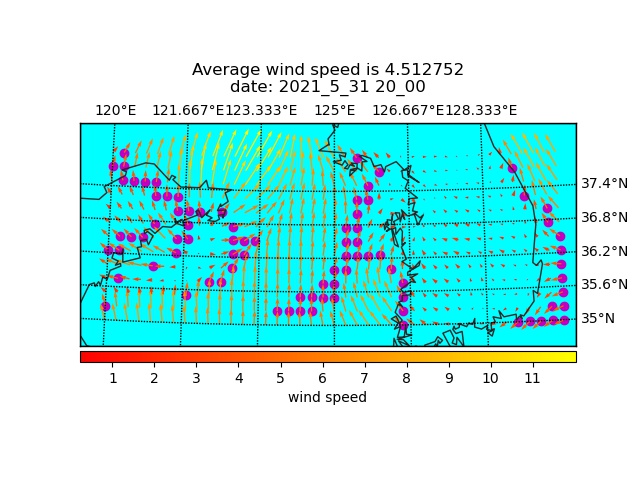 Average wind speed is 4.512752
date: 2021_5_31 20_00
120°E 121.667°E 123.333°E 125°E 126.667°E 128.333°E
37.4°N
36.8°N
36.2°N
35.6°N
35°N
1 2 3 4 5 6 7 8 9 10 11
wind speed